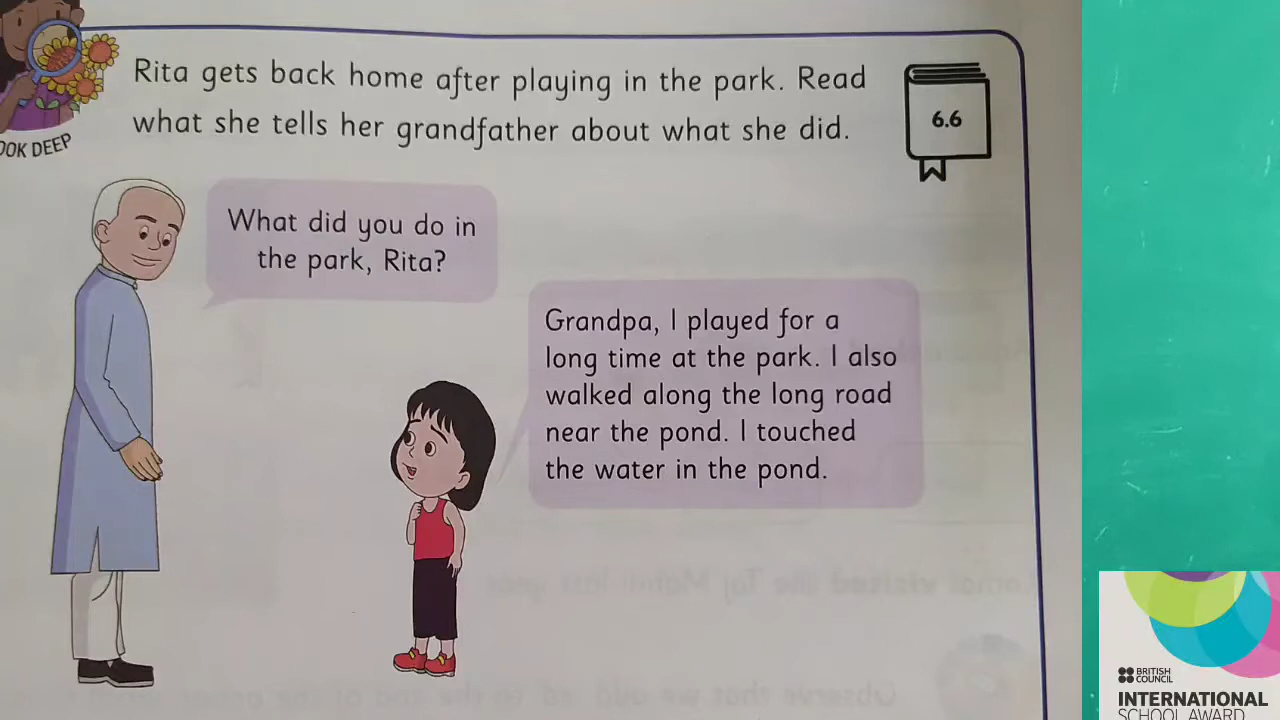 Rita gets back home after playing in the park. Read
what she tells her grandfather about what she did.
6.6
OOK DEEP
What did you do in
the park, Rita?
Grandpa, I played for a
long time at the park. I also
walked along the long road
near the pond. I touched
the water in the pond.
BRITISH
COUNCIL
INTERNATIONAL
SCHOOL AWARD